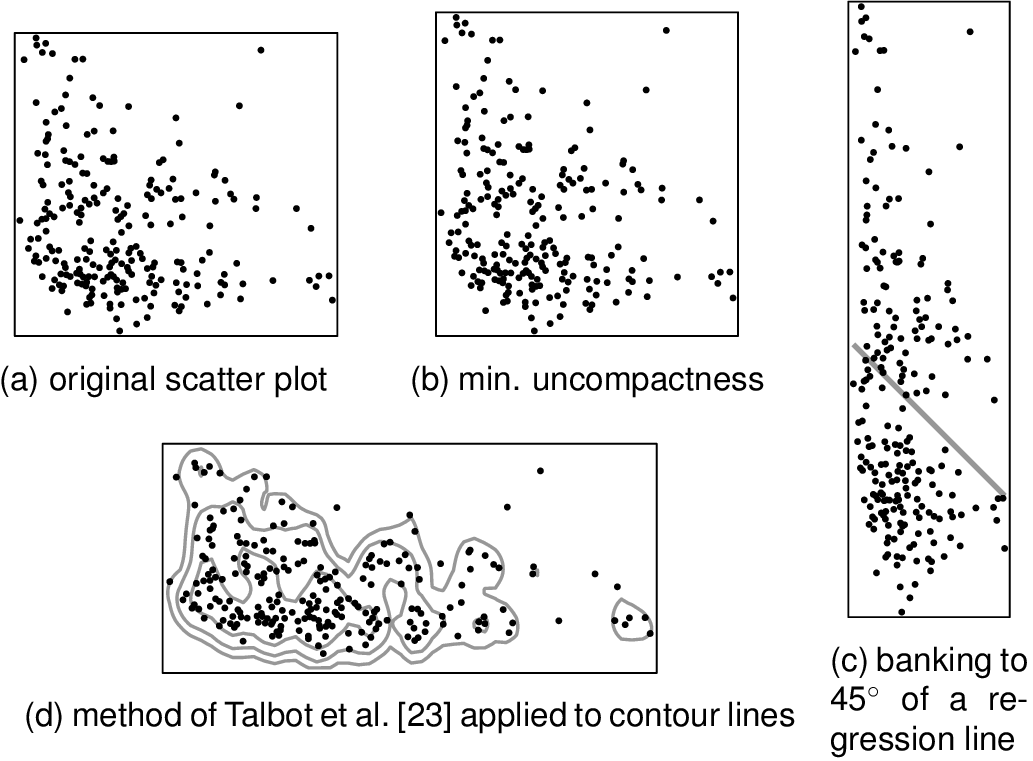 (a) original scatter plot
(b) min. uncompactness
(c) banking to
45° of a re-
gression line
(d) method of Talbot et al. [23] applied to contour lines